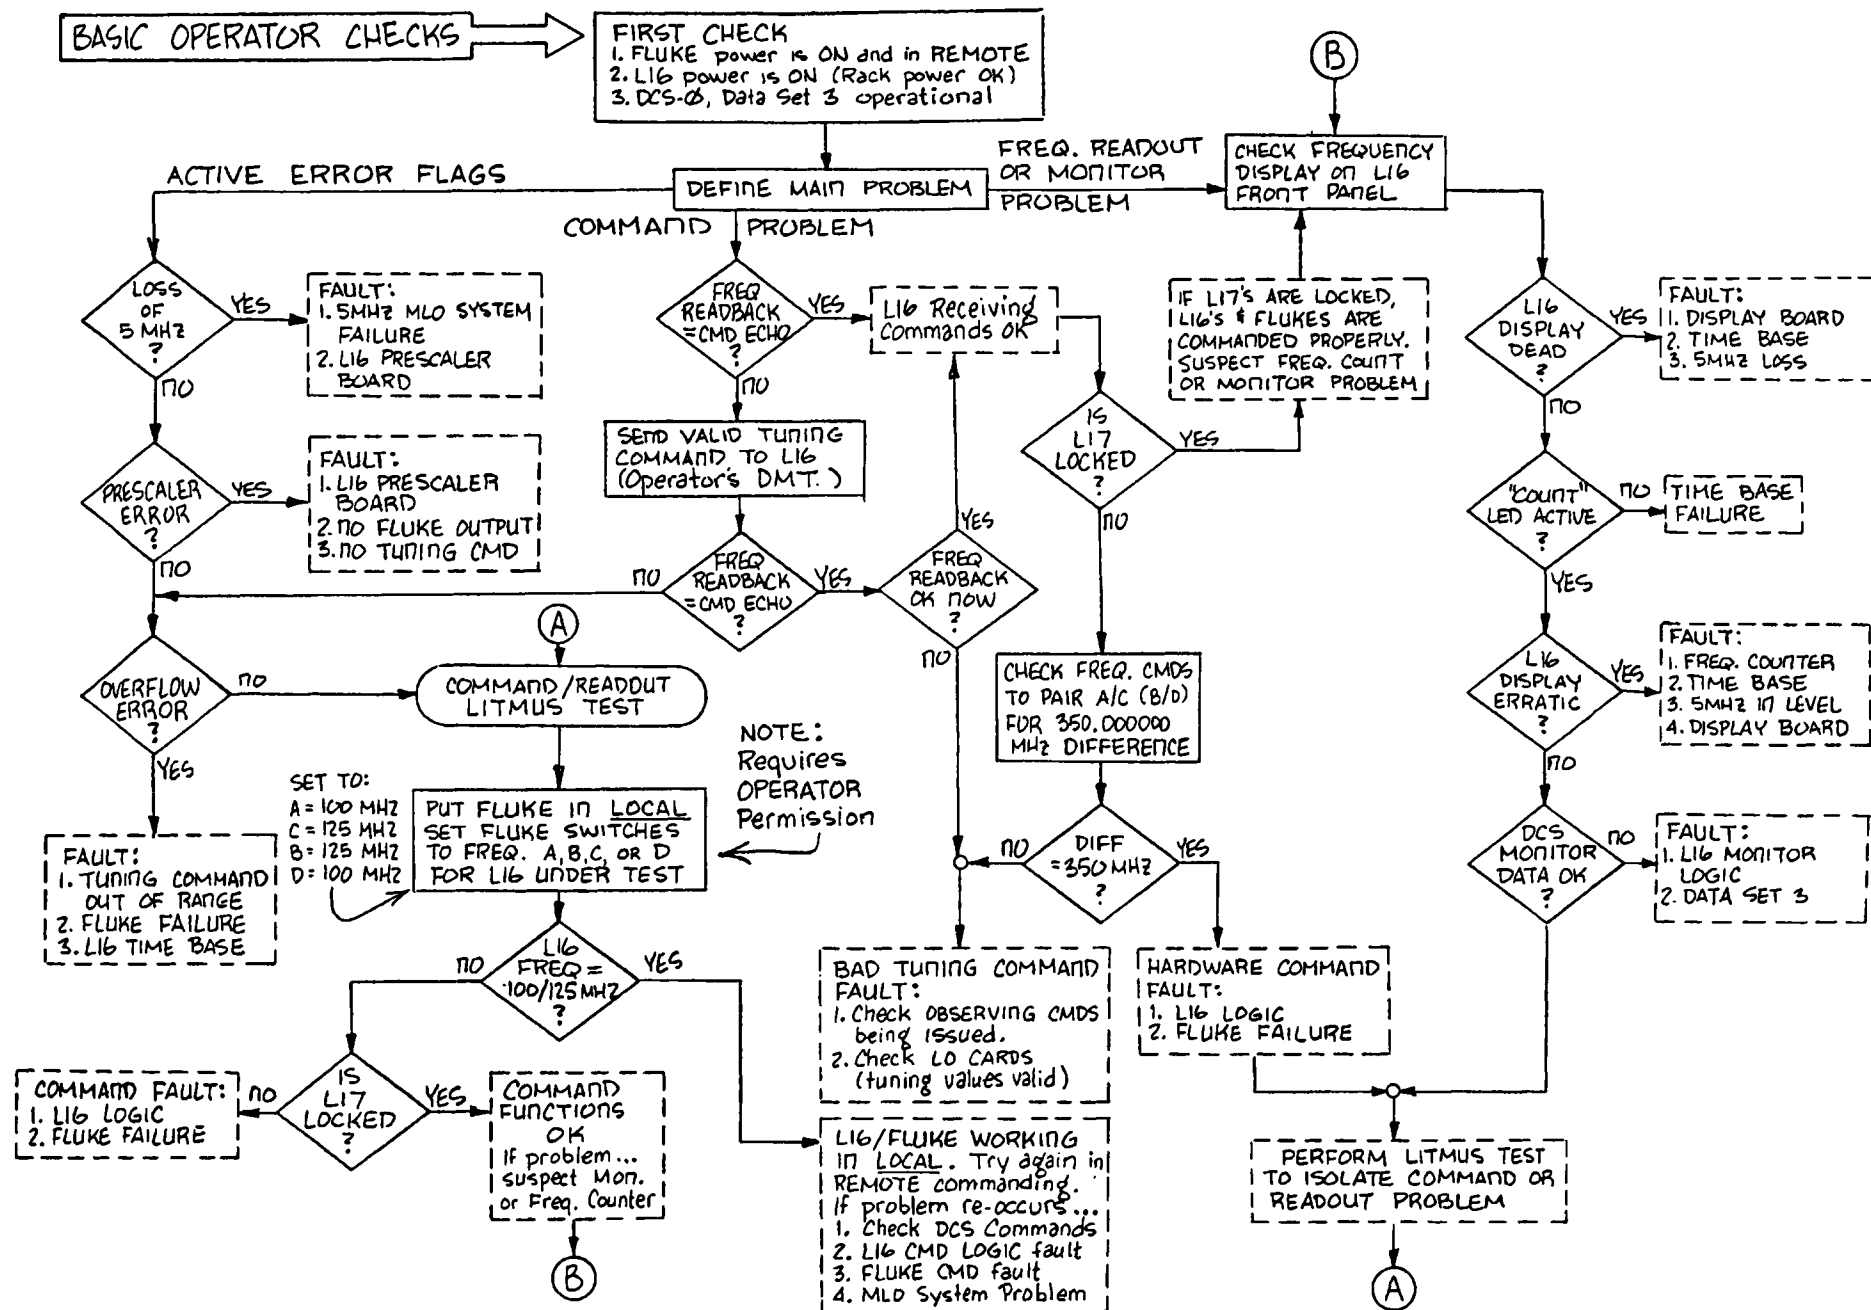 BASIC OPERATOR CHECKS
FIRST CHECK
1. FLUKE power is ON and in REMOTE
2. L16 power is ON (Rack power OK)
3. DCS-Ø, Data Set 3 operational
B
ACTIVE ERROR FLAGS
DEFINE MAIN PROBLEM
FREQ. READOUT
OR MONITOR
PROBLEM
COMMAND PROBLEM
CHECK FREQUENCY
DISPLAY ON L16
FRONT PANEL
LOSS
OF
5 MHZ
?
YES
NO
FAULT:
1. 5MHZ MLO SYSTEM
FAILURE
2. L16 PRESCALER
BOARD
FREQ
READBACK
=CMD ECHO
?
YES
NO
L16 Receiving
Commands OK
IF L17'S ARE LOCKED,
L16'S & FLUKES ARE
COMMANDED PROPERLY.
SUSPECT FREQ. COUNT
OR MONITOR PROBLEM
L16
DISPLAY
DEAD
?
YES
NO
FAULT:
1. DISPLAY BOARD
2. TIME BASE
3. 5MHZ LOSS
PRESCALER
ERROR
?
YES
NO
FAULT:
1. L16 PRESCALER
BOARD
2. NO FLUKE OUTPUT
3. NO TUNING CMD
SEND VALID TUNING
COMMAND TO L16
(Operator's DMT.)
IS
L17
LOCKED
?
YES
NO
"COUNT"
LED ACTIVE
?
NO
YES
TIME BASE
FAILURE
FREQ
READBACK
=CMD ECHO
?
NO
YES
FREQ
READBACK
OK NOW
?
YES
NO
A
OVERFLOW
ERROR
?
NO
YES
COMMAND/READOUT
LITMUS TEST
CHECK FREQ. CMDS
TO PAIR A/C (B/D)
FOR 350.000000
MHZ DIFFERENCE
L16
DISPLAY
ERRATIC
?
YES
NO
FAULT:
1. FREQ. COUNTER
2. TIME BASE
3. 5MHZ IN LEVEL
4. DISPLAY BOARD
NOTE:
Requires
OPERATOR
Permission
SET TO:
A = 100 MHZ
C = 125 MHZ
B = 125 MHZ
D = 100 MHZ
PUT FLUKE IN LOCAL
SET FLUKE SWITCHES
TO FREQ. A, B, C, OR D
FOR L16 UNDER TEST
FAULT:
1. TUNING COMMAND
OUT OF RANGE
2. FLUKE FAILURE
3. L16 TIME BASE
DIFF
=350 MHZ
?
NO
YES
DCS
MONITOR
DATA OK
?
NO
FAULT:
1. L16 MONITOR
LOGIC
2. DATA SET 3
L16
FREQ =
100/125 MHZ
?
NO
YES
BAD TUNING COMMAND
FAULT:
1. Check OBSERVING CMDS
being issued.
2. Check LO CARDS
(tuning values valid)
HARDWARE COMMAND
FAULT:
1. L16 LOGIC
2. FLUKE FAILURE
COMMAND FAULT:
1. L16 LOGIC
2. FLUKE FAILURE
IS
L17
LOCKED
?
NO
YES
COMMAND
FUNCTIONS
OK
If problem...
suspect Mon.
or Freq. Counter
B
L16/FLUKE WORKING
IN LOCAL. Try again in
REMOTE commanding.
If problem re-occurs...
1. Check DCS Commands
2. L16 CMD LOGIC fault
3. FLUKE CMD fault
4. MLO System Problem
PERFORM LITMUS TEST
TO ISOLATE COMMAND OR
READOUT PROBLEM
A